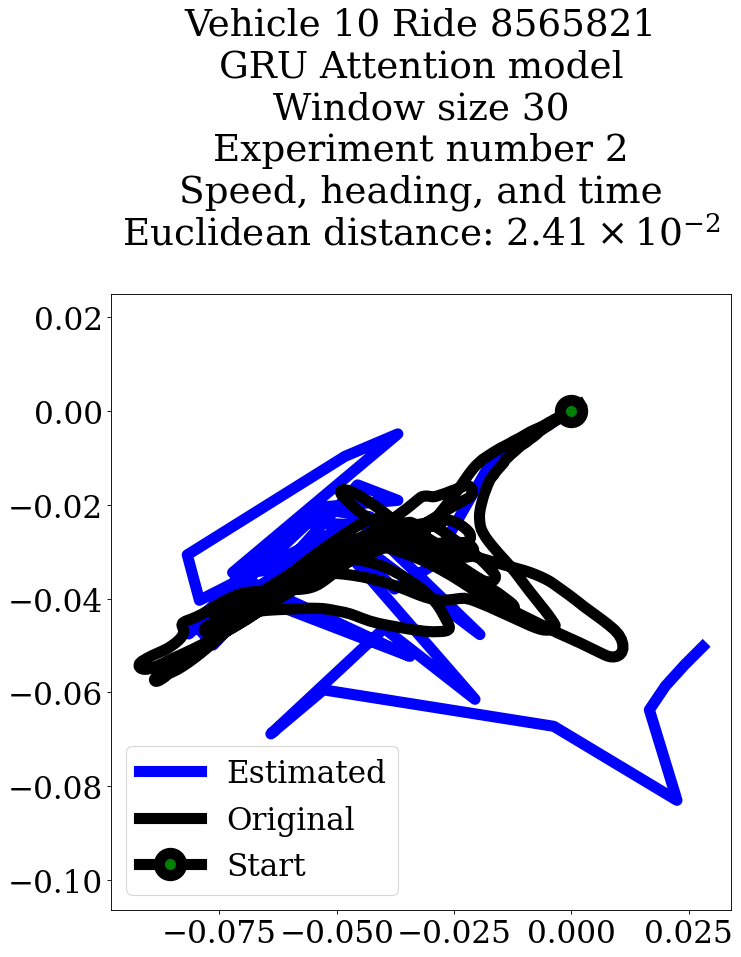 Vehicle 10 Ride 8565821
GRU Attention model
Window size 30
Experiment number 2
Speed, heading, and time
Euclidean distance: 2.41 × 10⁻²
0.02
0.00
−0.02
−0.04
−0.06
−0.08
−0.10
Estimated
Original
Start
−0.075 −0.050 −0.025 0.000 0.025